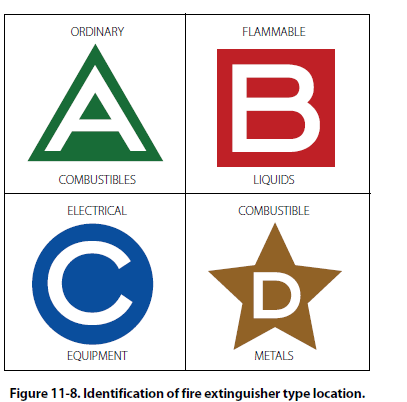 ORDINARY
A
COMBUSTIBLES
FLAMMABLE
B
LIQUIDS
ELECTRICAL
C
EQUIPMENT
COMBUSTIBLE
D
METALS
Figure 11-8. Identification of fire extinguisher type location.